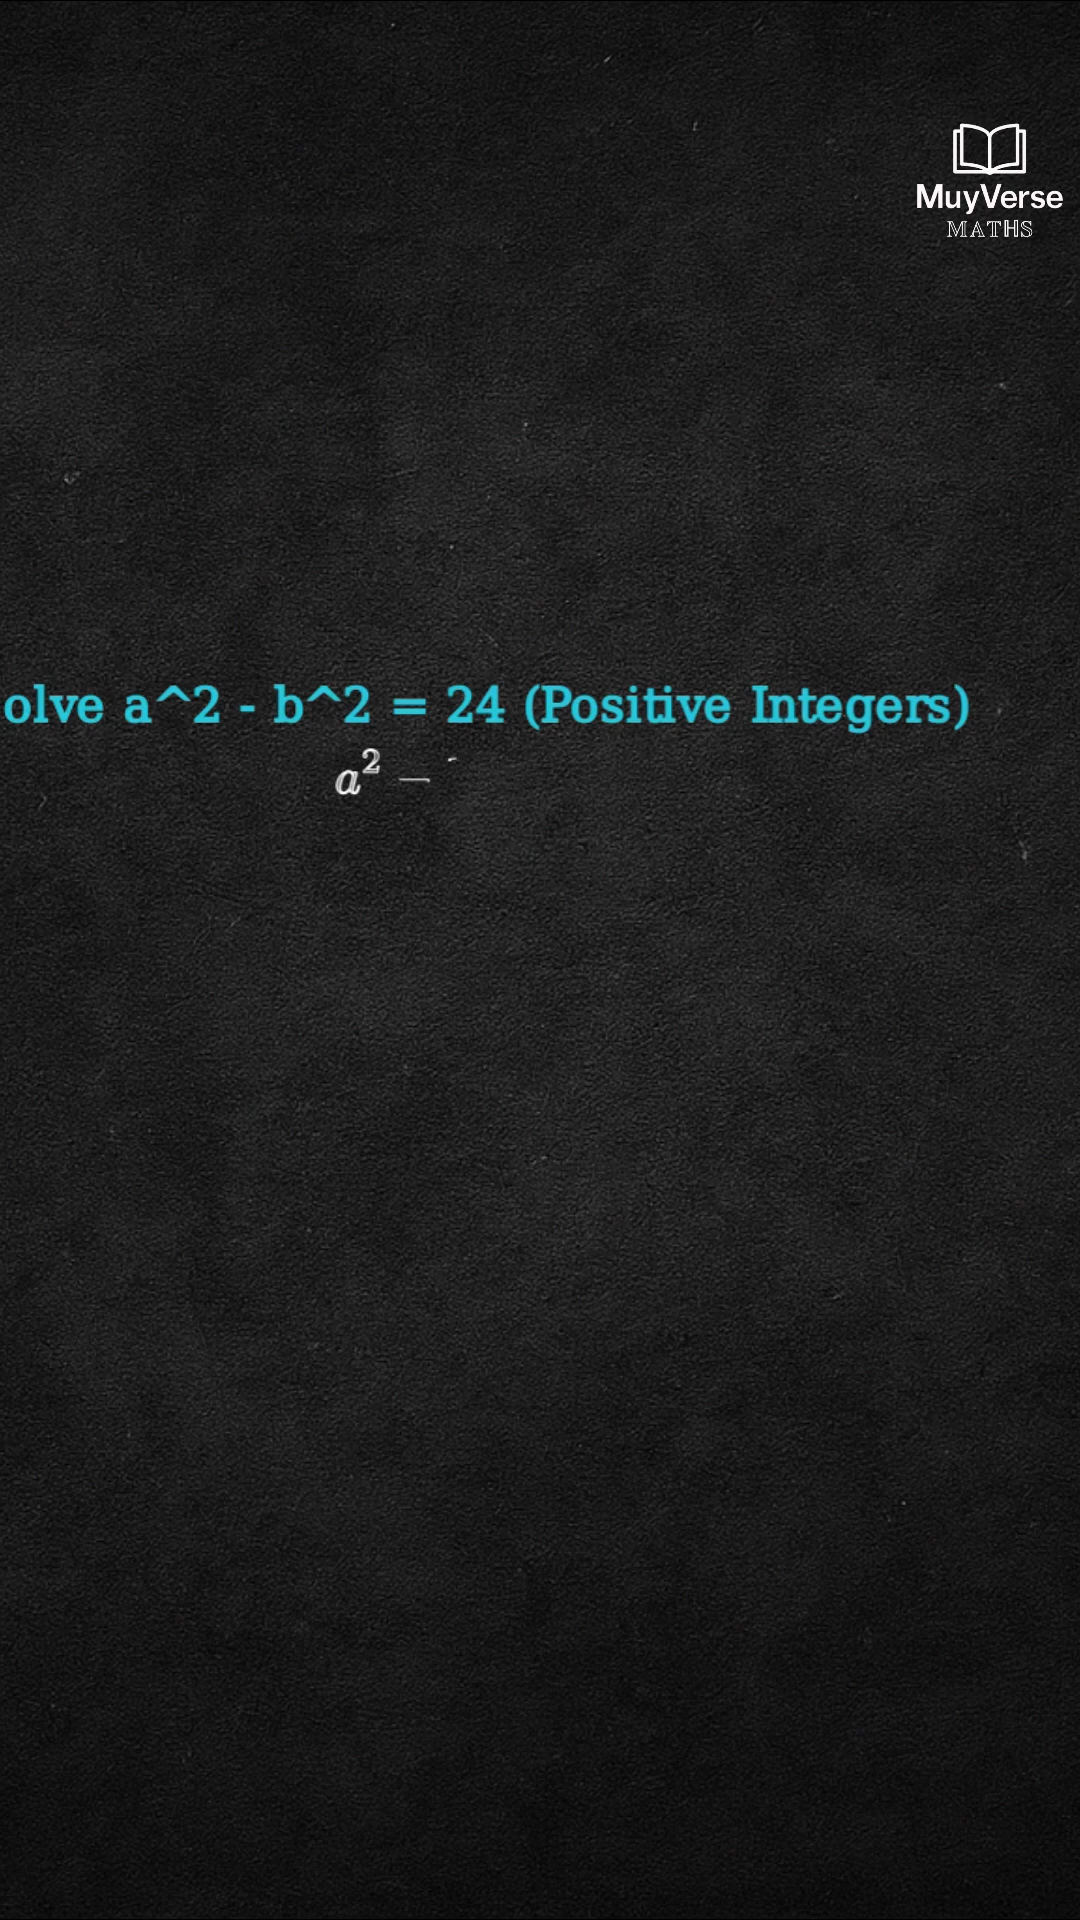 MuyVerse
MATHS
olve a^2 - b^2 = 24 (Positive Integers)
a² −